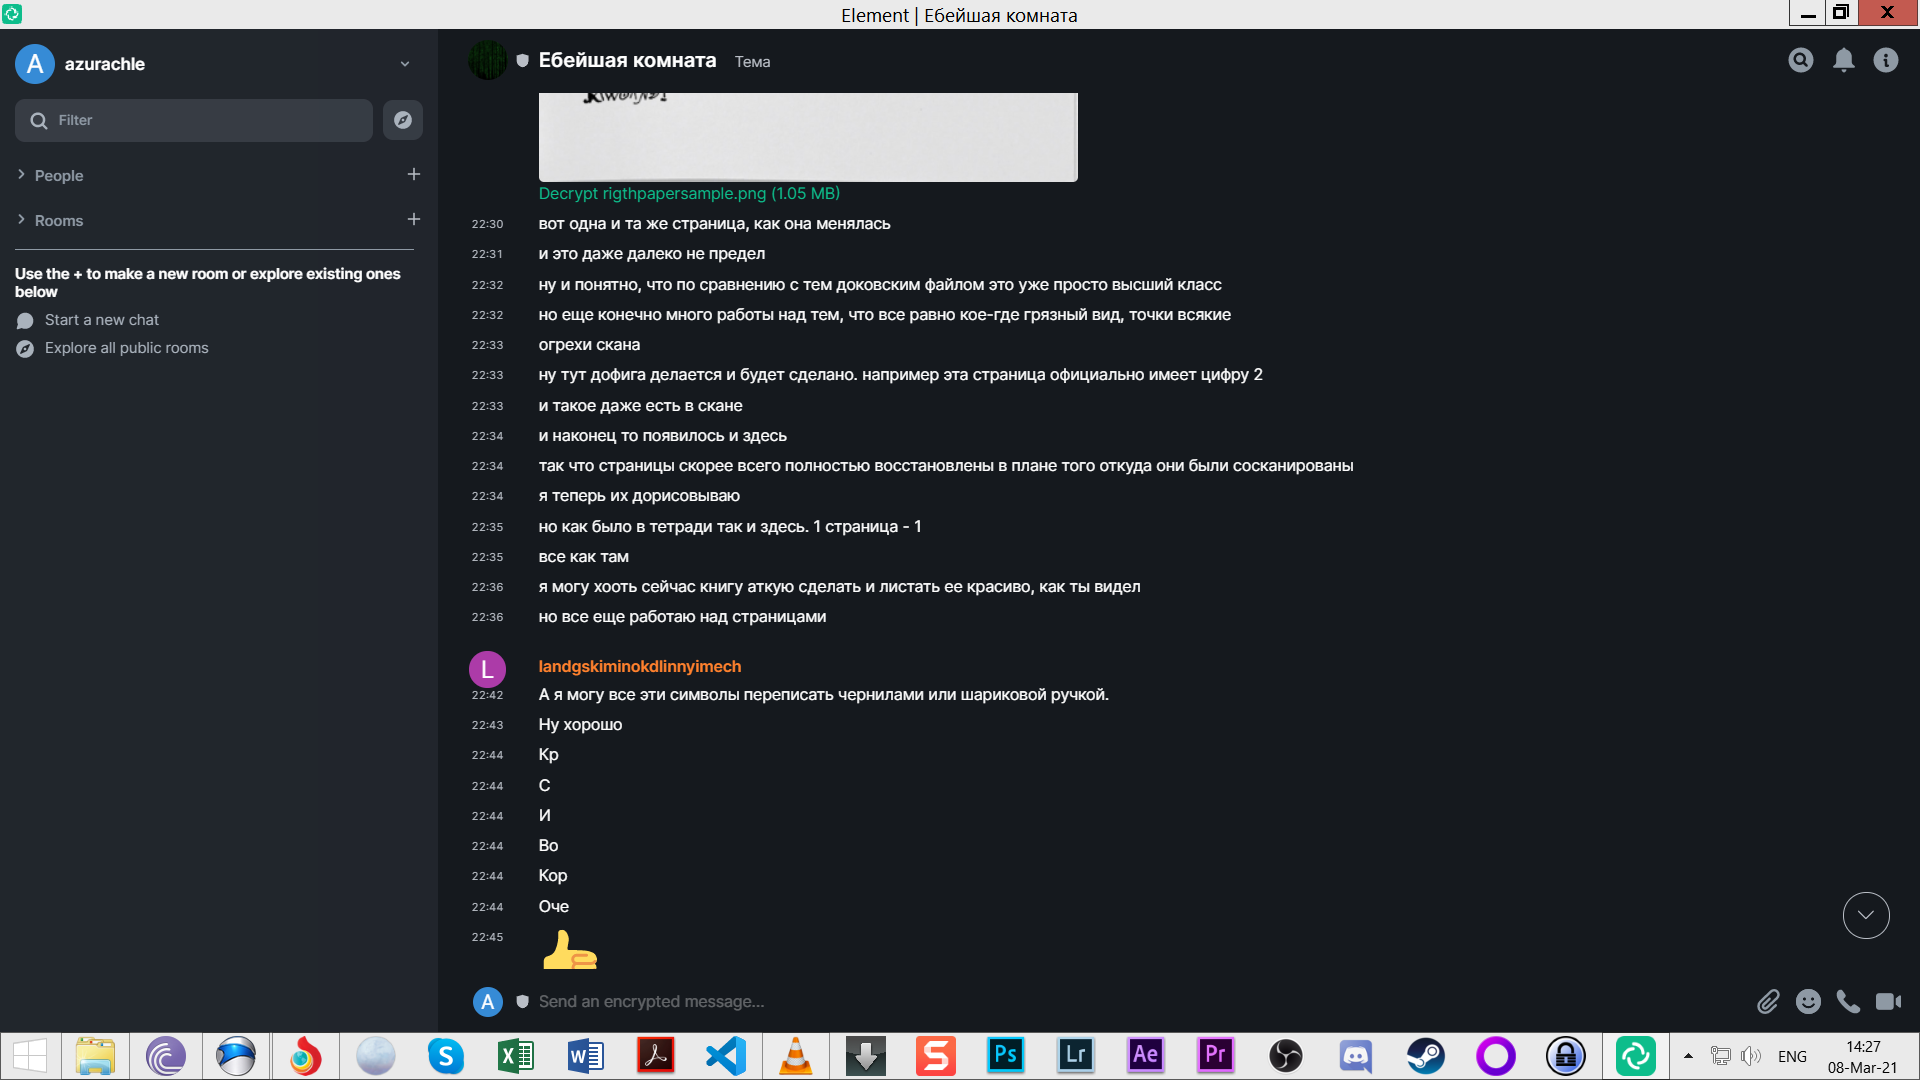 Element | Ебейшая комната
A azurachle
Filter
People
Rooms
Use the + to make a new room or explore existing ones
below
Start a new chat
Explore all public rooms
Ебейшая комната Тема
Decrypt rigthpapersample.png (1.05 MB)
22:30 вот одна и та же страница, как она менялась
22:31 и это даже далеко не предел
22:32 ну и понятно, что по сравнению с тем доковским файлом это уже просто высший класс
22:32 но еще конечно много работы над тем, что все равно кое-где грязный вид, точки всякие
22:33 огрехи скана
22:33 ну тут дофига делается и будет сделано. например эта страница официально имеет цифру 2
22:33 и такое даже есть в скане
22:34 и наконец то появилось и здесь
22:34 так что страницы скорее всего полностью восстановлены в плане того откуда они были сосканированы
22:34 я теперь их дорисовываю
22:35 но как было в тетради так и здесь. 1 страница - 1
22:35 все как там
22:36 я могу хооть сейчас книгу аткую сделать и листать ее красиво, как ты видел
22:36 но все еще работаю над страницами
L landgskiminokdlinnyimech
22:42 А я могу все эти символы переписать чернилами или шариковой ручкой.
22:43 Ну хорошо
22:44 Кр
22:44 С
22:44 И
22:44 Во
22:44 Кор
22:44 Оче
22:45
A Send an encrypted message...
S Ps Lr Ae Pr
ENG 14:27
08-Mar-21